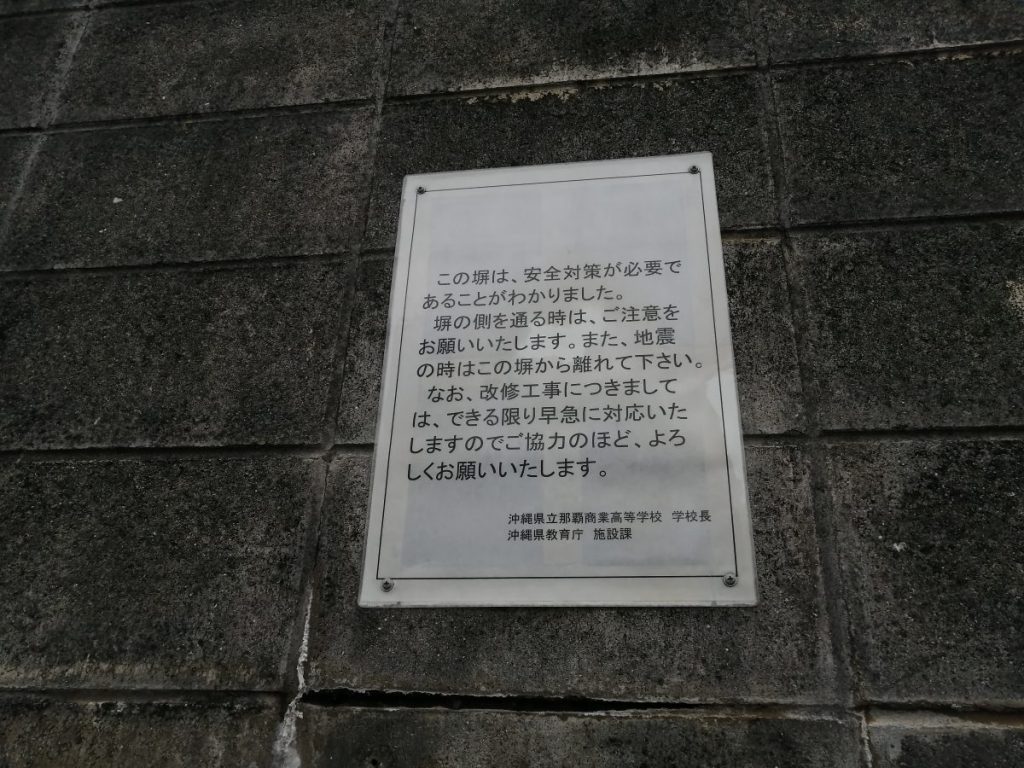 この塀は、安全対策が必要で
あることがわかりました。
塀の側を通る時は、ご注意を
お願いいたします。また、地震
の時はこの塀から離れて下さい。
なお、改修工事につきまして
は、できる限り早急に対応いた
しますのでご協力のほど、よろ
しくお願いいたします。
沖縄県立那覇商業高等学校 学校長
沖縄県教育庁 施設課